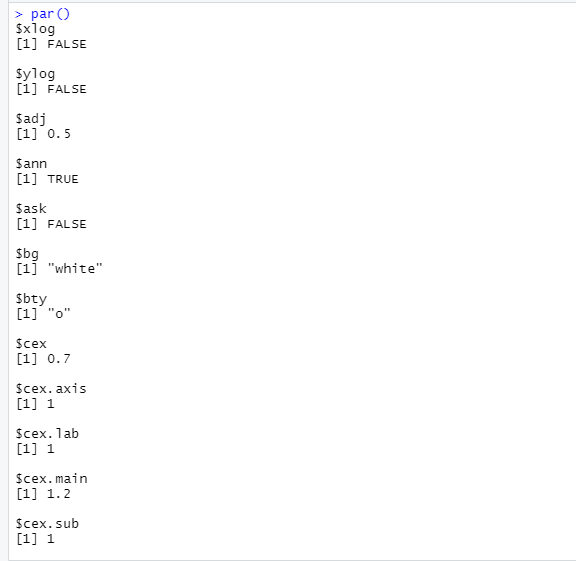 > par()
$xlog
[1] FALSE
$ylog
[1] FALSE
$adj
[1] 0.5
$ann
[1] TRUE
$ask
[1] FALSE
$bg
[1] "white"
$bty
[1] "o"
$cex
[1] 0.7
$cex.axis
[1] 1
$cex.lab
[1] 1
$cex.main
[1] 1.2
$cex.sub
[1] 1